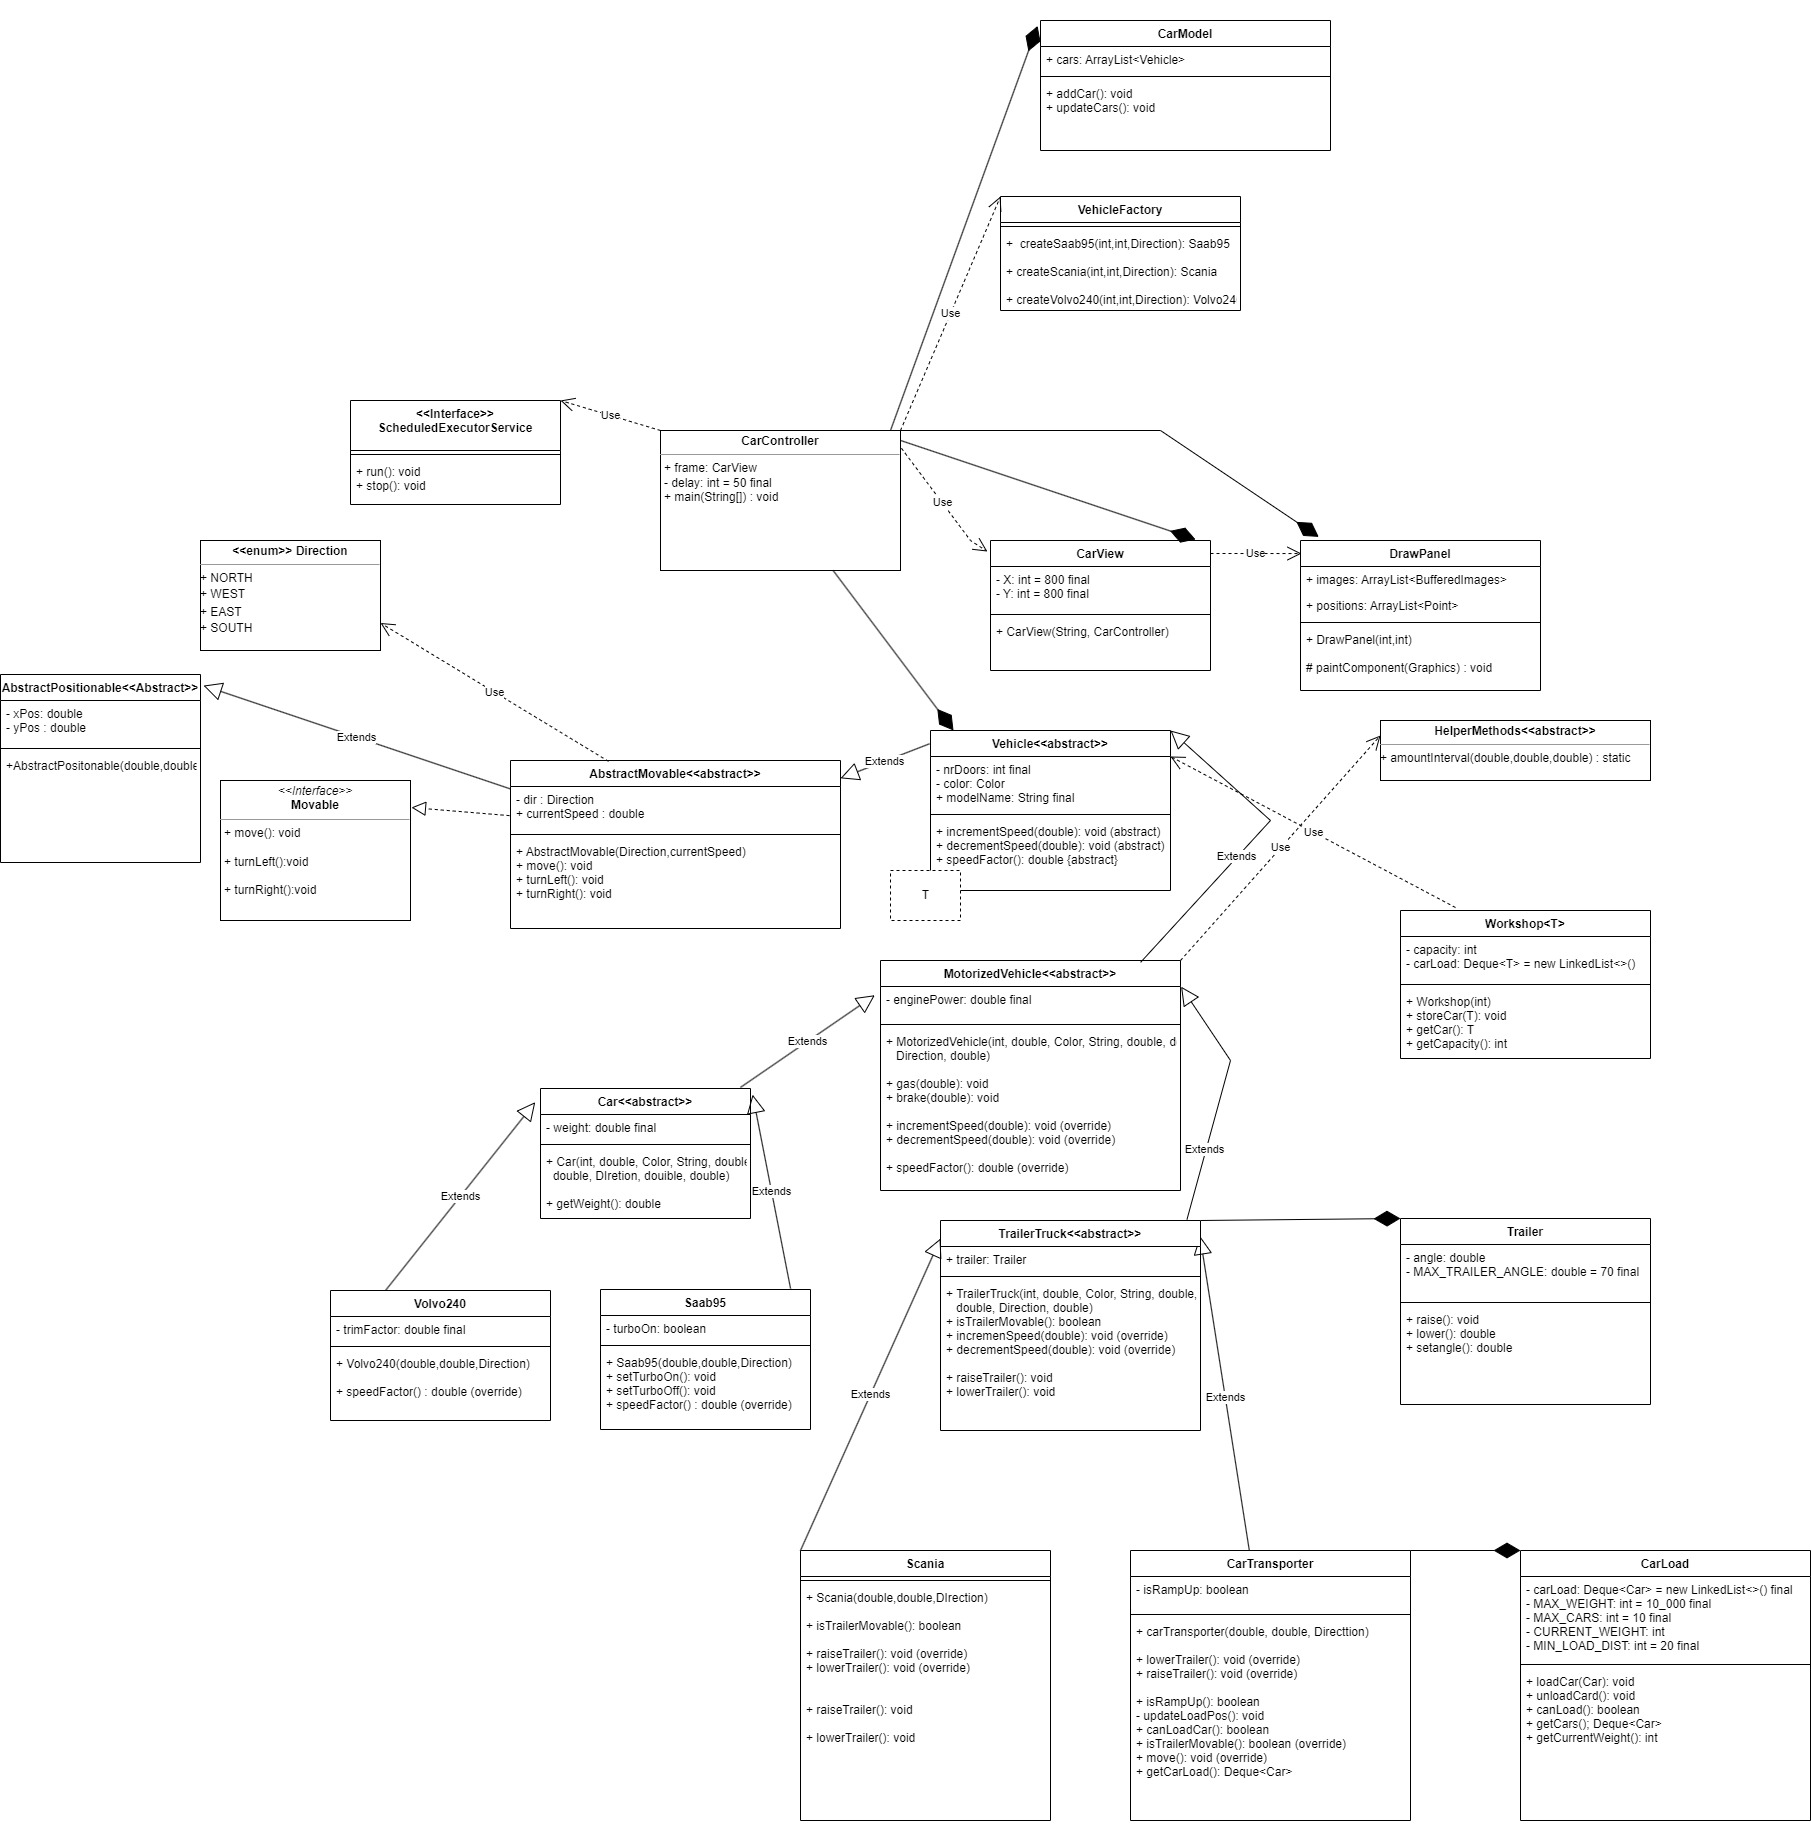 CarModel
+ cars: ArrayList<Vehicle>
+ addCar(): void
+ updateCars(): void
VehicleFactory
+  createSaab95(int,int,Direction): Saab95
+ createScania(int,int,Direction): Scania
+ createVolvo240(int,int,Direction): Volvo24
Use
<<Interface>>
ScheduledExecutorService
+ run(): void
+ stop(): void
Use
CarController
+ frame: CarView
- delay: int = 50 final
+ main(String[]) : void
Use
<<enum>> Direction
+ NORTH
+ WEST
+ EAST
+ SOUTH
CarView
- X: int = 800 final
- Y: int = 800 final
+ CarView(String, CarController)
Use
DrawPanel
+ images: ArrayList<BufferedImages>
+ positions: ArrayList<Point>
+ DrawPanel(int,int)
# paintComponent(Graphics) : void
AbstractPositionable<<Abstract>>
- xPos: double
- yPos : double
+AbstractPositonable(double,double
Use
Extends
<<Interface>>
Movable
+ move(): void
+ turnLeft():void
+ turnRight():void
AbstractMovable<<abstract>>
- dir : Direction
+ currentSpeed : double
+ AbstractMovable(Direction,currentSpeed)
+ move(): void
+ turnLeft(): void
+ turnRight(): void
Extends
Vehicle<<abstract>>
- nrDoors: int final
- color: Color
+ modelName: String final
+ incrementSpeed(double): void (abstract)
+ decrementSpeed(double): void (abstract)
+ speedFactor(): double {abstract}
T
HelperMethods<<abstract>>
+ amountInterval(double,double,double) : static
Use
Use
Extends
Workshop<T>
- capacity: int
- carLoad: Deque<T> = new LinkedList<>()
+ Workshop(int)
+ storeCar(T): void
+ getCar(): T
+ getCapacity(): int
MotorizedVehicle<<abstract>>
- enginePower: double final
+ MotorizedVehicle(int, double, Color, String, double, d
Direction, double)
+ gas(double): void
+ brake(double): void
+ incrementSpeed(double): void (override)
+ decrementSpeed(double): void (override)
+ speedFactor(): double (override)
Extends
Car<<abstract>>
- weight: double final
+ Car(int, double, Color, String, double
double, DIretion, douible, double)
+ getWeight(): double
Extends
Extends
Extends
Volvo240
- trimFactor: double final
+ Volvo240(double,double,Direction)
+ speedFactor() : double (override)
Saab95
- turboOn: boolean
+ Saab95(double,double,Direction)
+ setTurboOn(): void
+ setTurboOff(): void
+ speedFactor() : double (override)
TrailerTruck<<abstract>>
+ trailer: Trailer
+ TrailerTruck(int, double, Color, String, double,
double, Direction, double)
+ isTrailerMovable(): boolean
+ incremenSpeed(double): void (override)
+ decrementSpeed(double): void (override)
+ raiseTrailer(): void
+ lowerTrailer(): void
Trailer
- angle: double
- MAX_TRAILER_ANGLE: double = 70 final
+ raise(): void
+ lower(): double
+ setangle(): double
Extends
Extends
Scania
+ Scania(double,double,DIrection)
+ isTrailerMovable(): boolean
+ raiseTrailer(): void (override)
+ lowerTrailer(): void (override)
+ raiseTrailer(): void
+ lowerTrailer(): void
CarTransporter
- isRampUp: boolean
+ carTransporter(double, double, Directtion)
+ lowerTrailer(): void (override)
+ raiseTrailer(): void (override)
+ isRampUp(): boolean
- updateLoadPos(): void
+ canLoadCar(): boolean
+ isTrailerMovable(): boolean (override)
+ move(): void (override)
+ getCarLoad(): Deque<Car>
CarLoad
- carLoad: Deque<Car> = new LinkedList<>() final
- MAX_WEIGHT: int = 10_000 final
- MAX_CARS: int = 10 final
- CURRENT_WEIGHT: int
- MIN_LOAD_DIST: int = 20 final
+ loadCar(Car): void
+ unloadCard(): void
+ canLoad(): boolean
+ getCars(); Deque<Car>
+ getCurrentWeight(): int